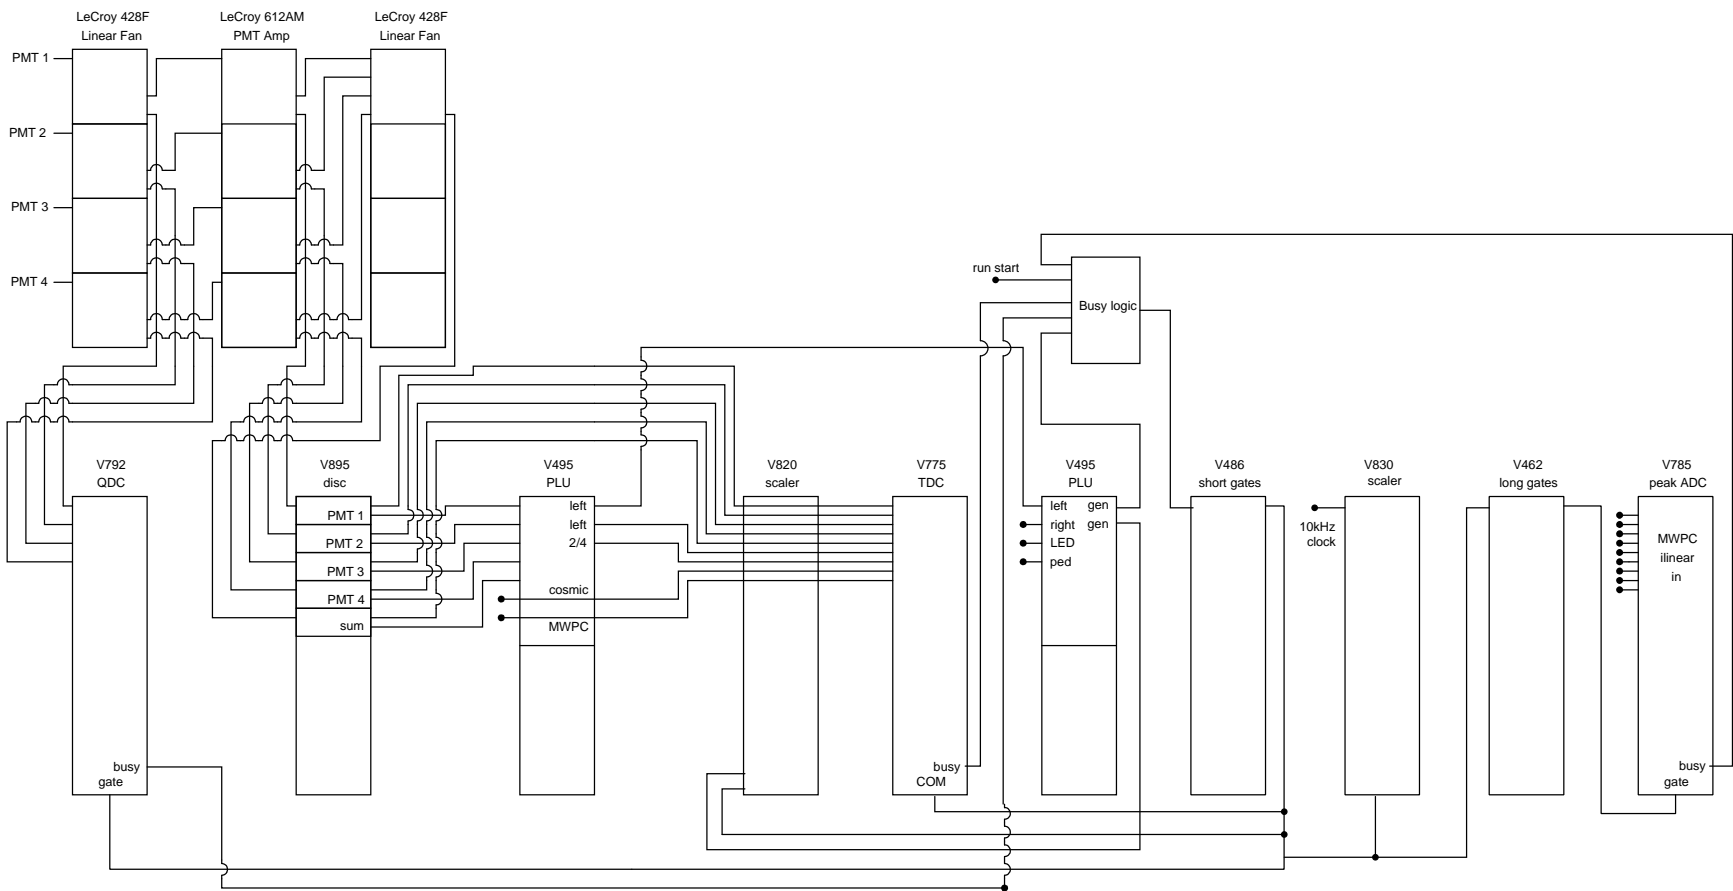 LeCroy 428F
Linear Fan
LeCroy 612AM
PMT Amp
LeCroy 428F
Linear Fan
PMT 1
PMT 2
PMT 3
PMT 4
run start
Busy logic
V792
QDC
busy
gate
V895
disc
PMT 1
PMT 2
PMT 3
PMT 4
sum
V495
PLU
left
left
2/4
cosmic
MWPC
V820
scaler
V775
TDC
busy
COM
V495
PLU
left gen
right gen
LED
ped
V486
short gates
V830
scaler
10kHz
clock
V462
long gates
V785
peak ADC
MWPC
ilinear
in
busy
gate